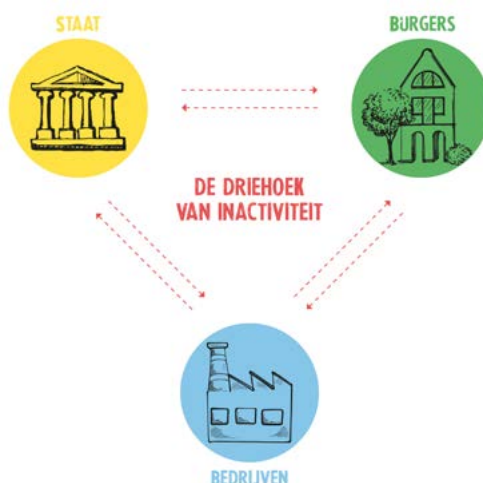 STAAT
BURGERS
DE DRIEHOEK
VAN INACTIVITEIT
BEDRIJVEN